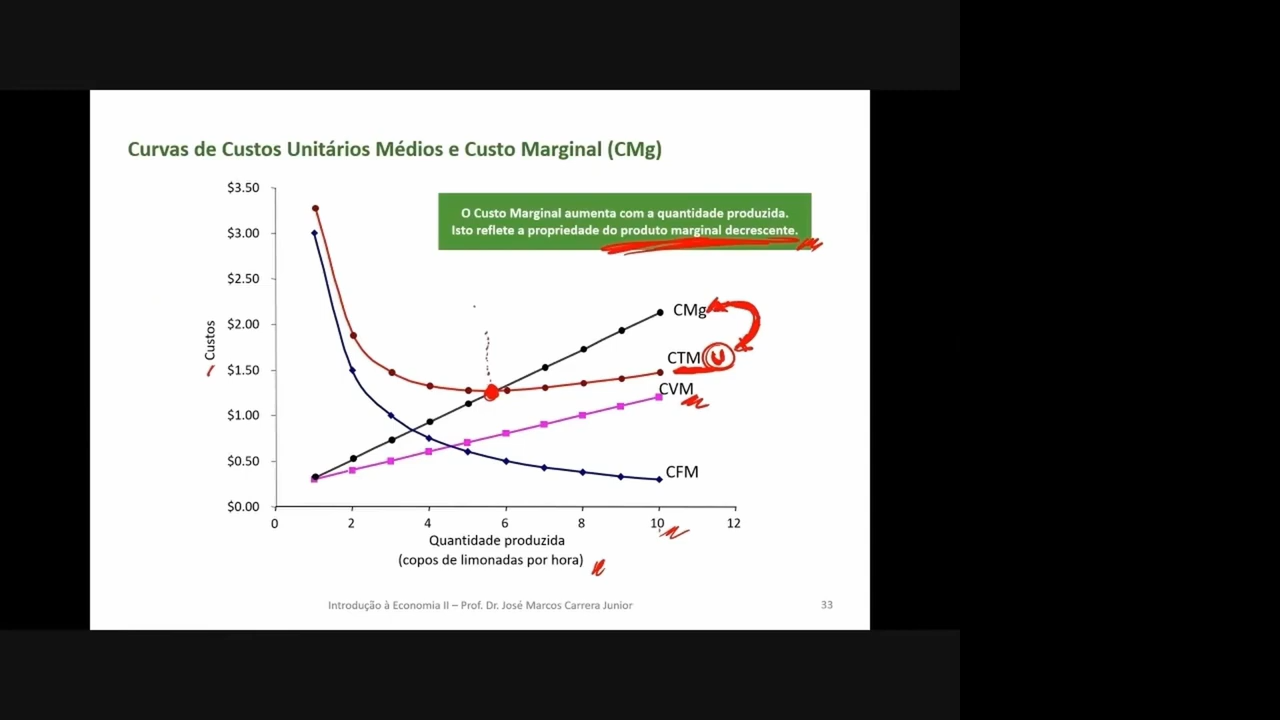 Curvas de Custos Unitários Médios e Custo Marginal (CMg)
O Custo Marginal aumenta com a quantidade produzida.
Isto reflete a propriedade do produto marginal decrescente.
$3.50
$3.00
$2.50
$2.00
$1.50
$1.00
$0.50
$0.00
Custos
CMg
CTM U
CVM
CFM
0 2 4 6 8 10 12
Quantidade produzida
(copos de limonadas por hora)
Introdução à Economia II – Prof. Dr. José Marcos Carrera Junior
33